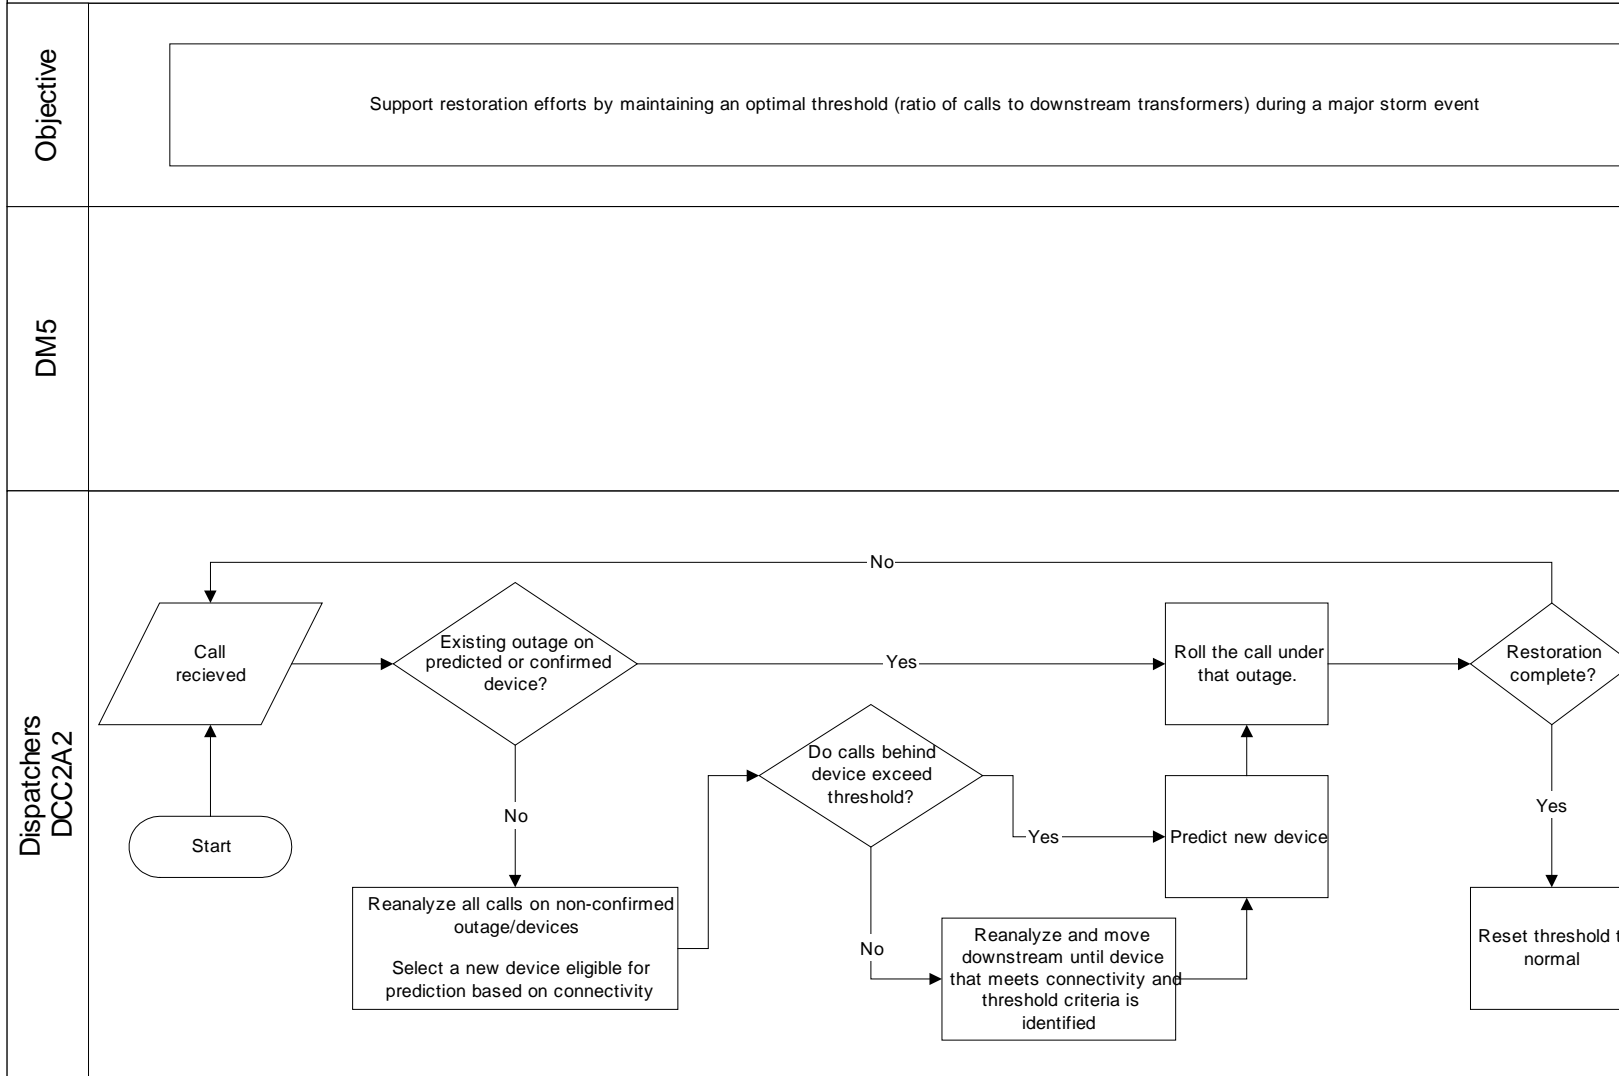 Objective
Support restoration efforts by maintaining an optimal threshold (ratio of calls to downstream transformers) during a major storm event
DM5
Dispatchers
DCC2A2
No
Call
recieved
Existing outage on
predicted or confirmed
device?
Yes
Roll the call under
that outage.
Restoration
complete?
Start
No
Do calls behind
device exceed
threshold?
Yes
Predict new device
Yes
Reanalyze all calls on non-confirmed
outage/devices
Select a new device eligible for
prediction based on connectivity
No
Reanalyze and move
downstream until device
that meets connectivity and
threshold criteria is
identified
Reset threshold t
normal